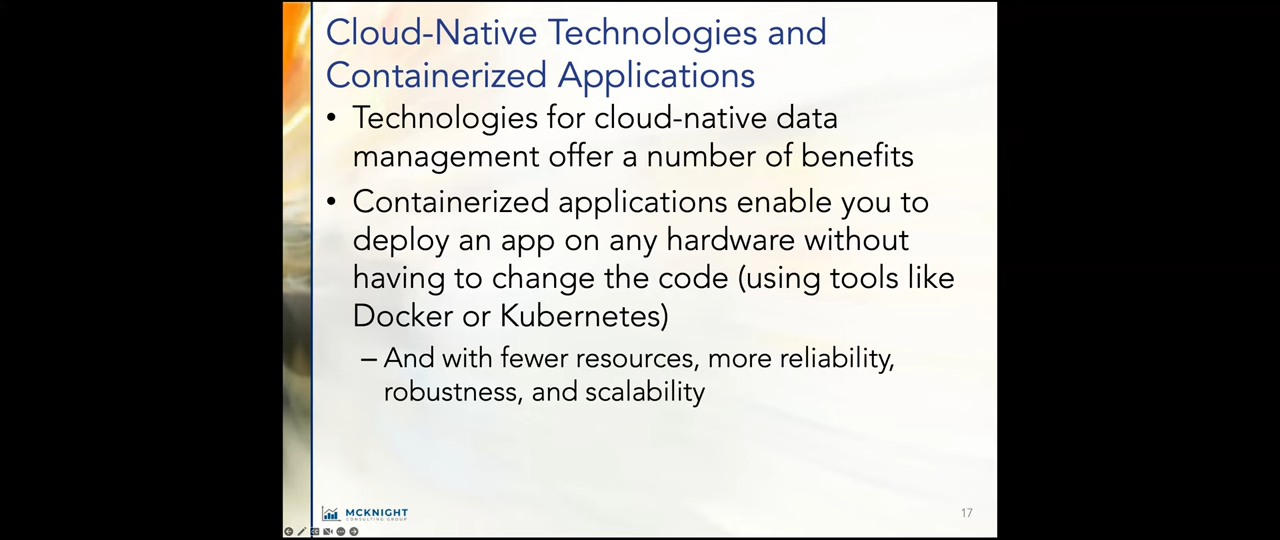 Cloud-Native Technologies and
Containerized Applications
• Technologies for cloud-native data
management offer a number of benefits
• Containerized applications enable you to
deploy an app on any hardware without
having to change the code (using tools like
Docker or Kubernetes)
– And with fewer resources, more reliability,
robustness, and scalability
MCKNIGHT
CONSULTING GROUP
17